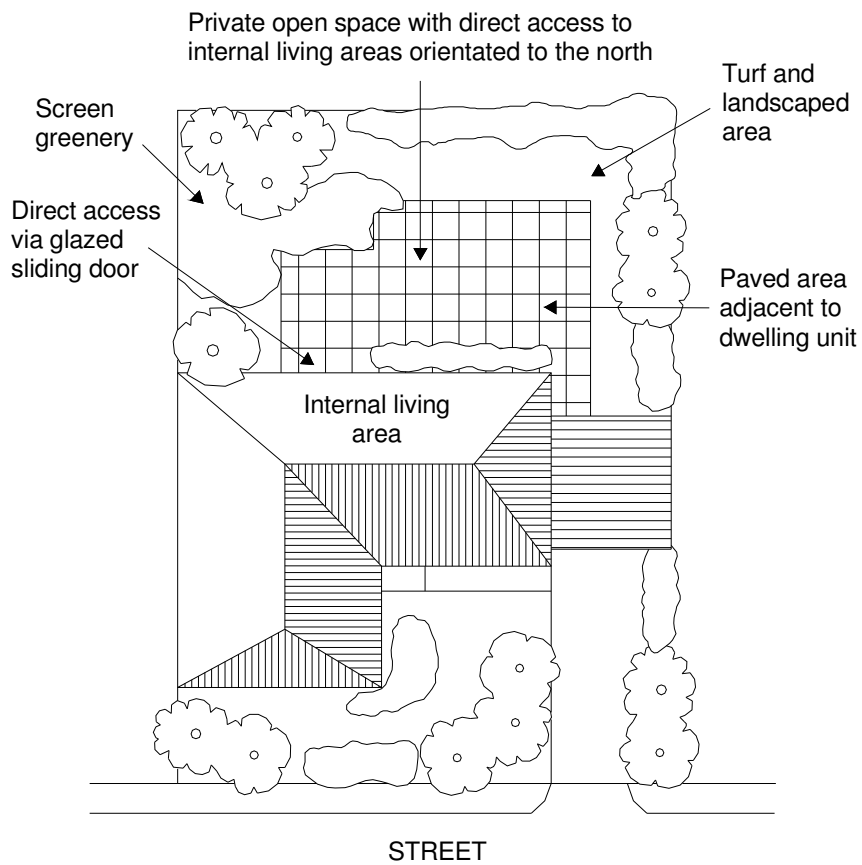 Private open space with direct access to
internal living areas orientated to the north
Turf and
landscaped
area
Screen
greenery
Direct access
via glazed
sliding door
Paved area
adjacent to
dwelling unit
Internal living
area
STREET